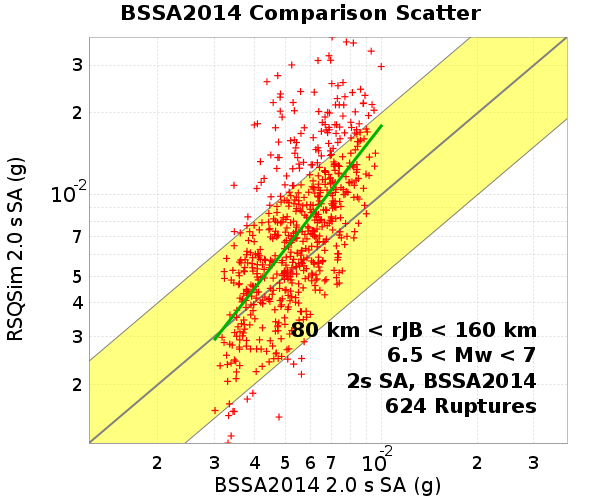 BSSA2014 Comparison Scatter
RSQSim 2.0 s SA (g)
3
2
10-2
7
5
4
3
2
80 km < rJB < 160 km
6.5 < Mw < 7
2s SA, BSSA2014
624 Ruptures
2 3 4 5 6 7 10-2 2 3
BSSA2014 2.0 s SA (g)